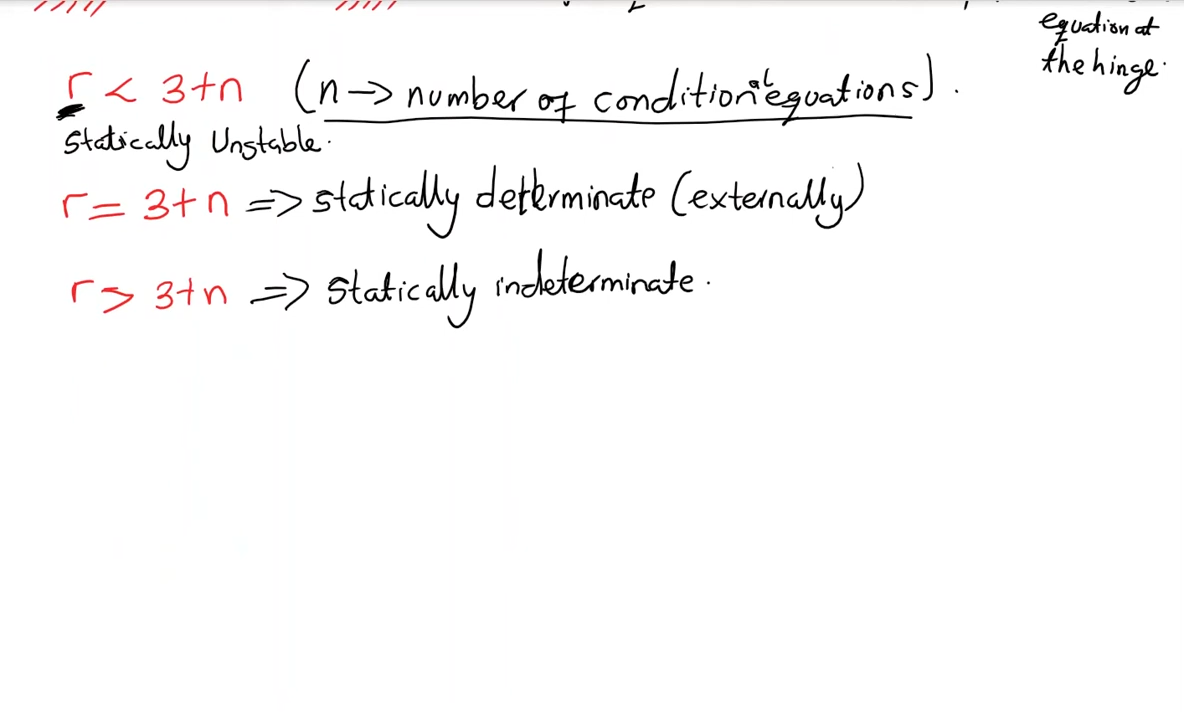 equation at
the hinge.
r < 3+n (n → number of conditional equations).
Statically Unstable.
r = 3+n => statically determinate (externally)
r > 3+n => statically indeterminate.